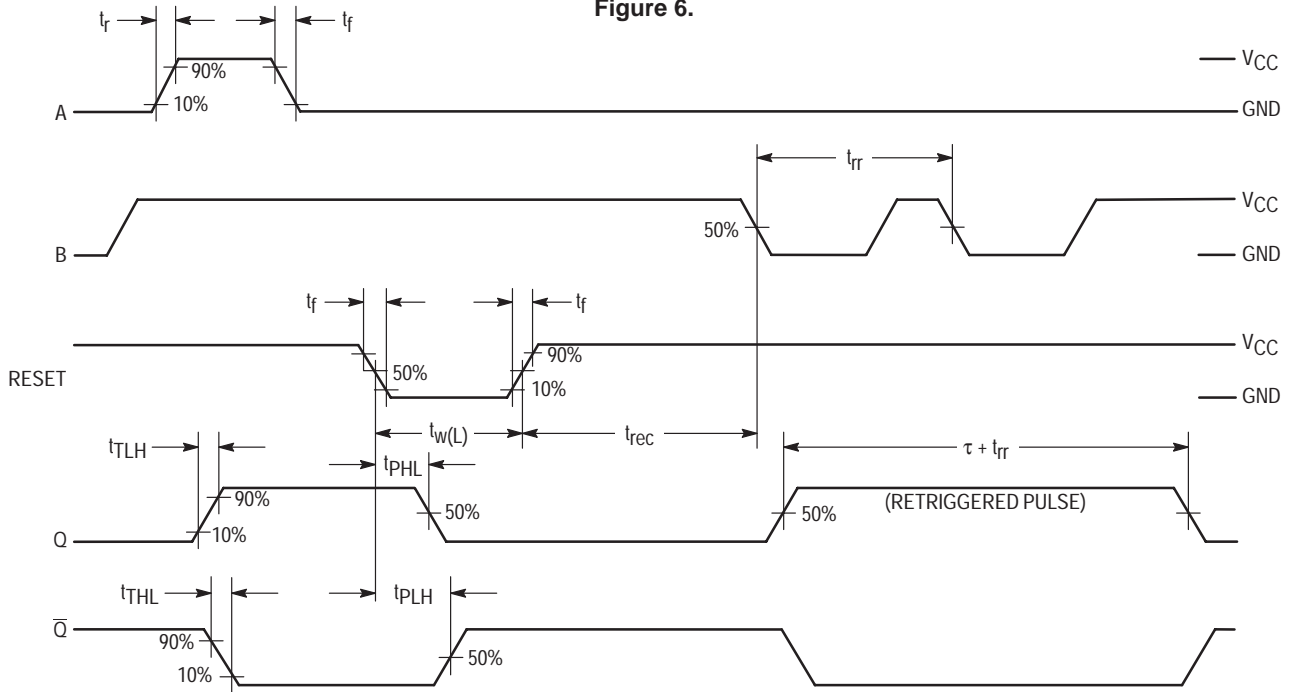 Figure 6.
tr
tf
VCC
90%
10%
A
GND
trr
VCC
50%
B
GND
tf
tf
VCC
90%
50%
RESET
10%
GND
tw(L)
trec
tTLH
τ + trr
tPHL
90%
(RETRIGGERED PULSE)
50%
50%
10%
Q
tTHL
tPLH
Q̅
90%
50%
10%